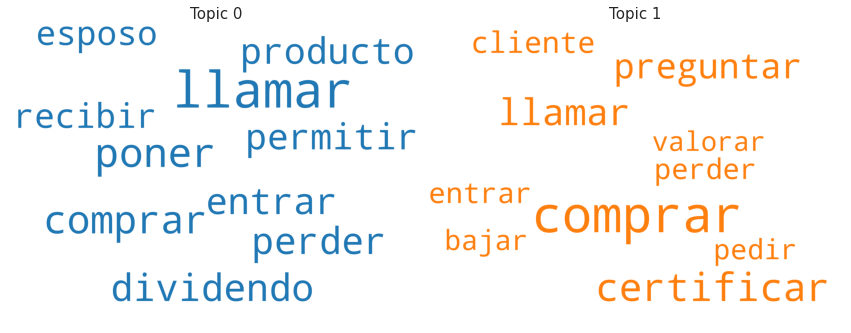 Topic 0
esposo
producto
llamar
recibir
permitir
poner
entrar
comprar
perder
dividendo
Topic 1
cliente
preguntar
llamar
valorar
perder
entrar
comprar
bajar
pedir
certificar